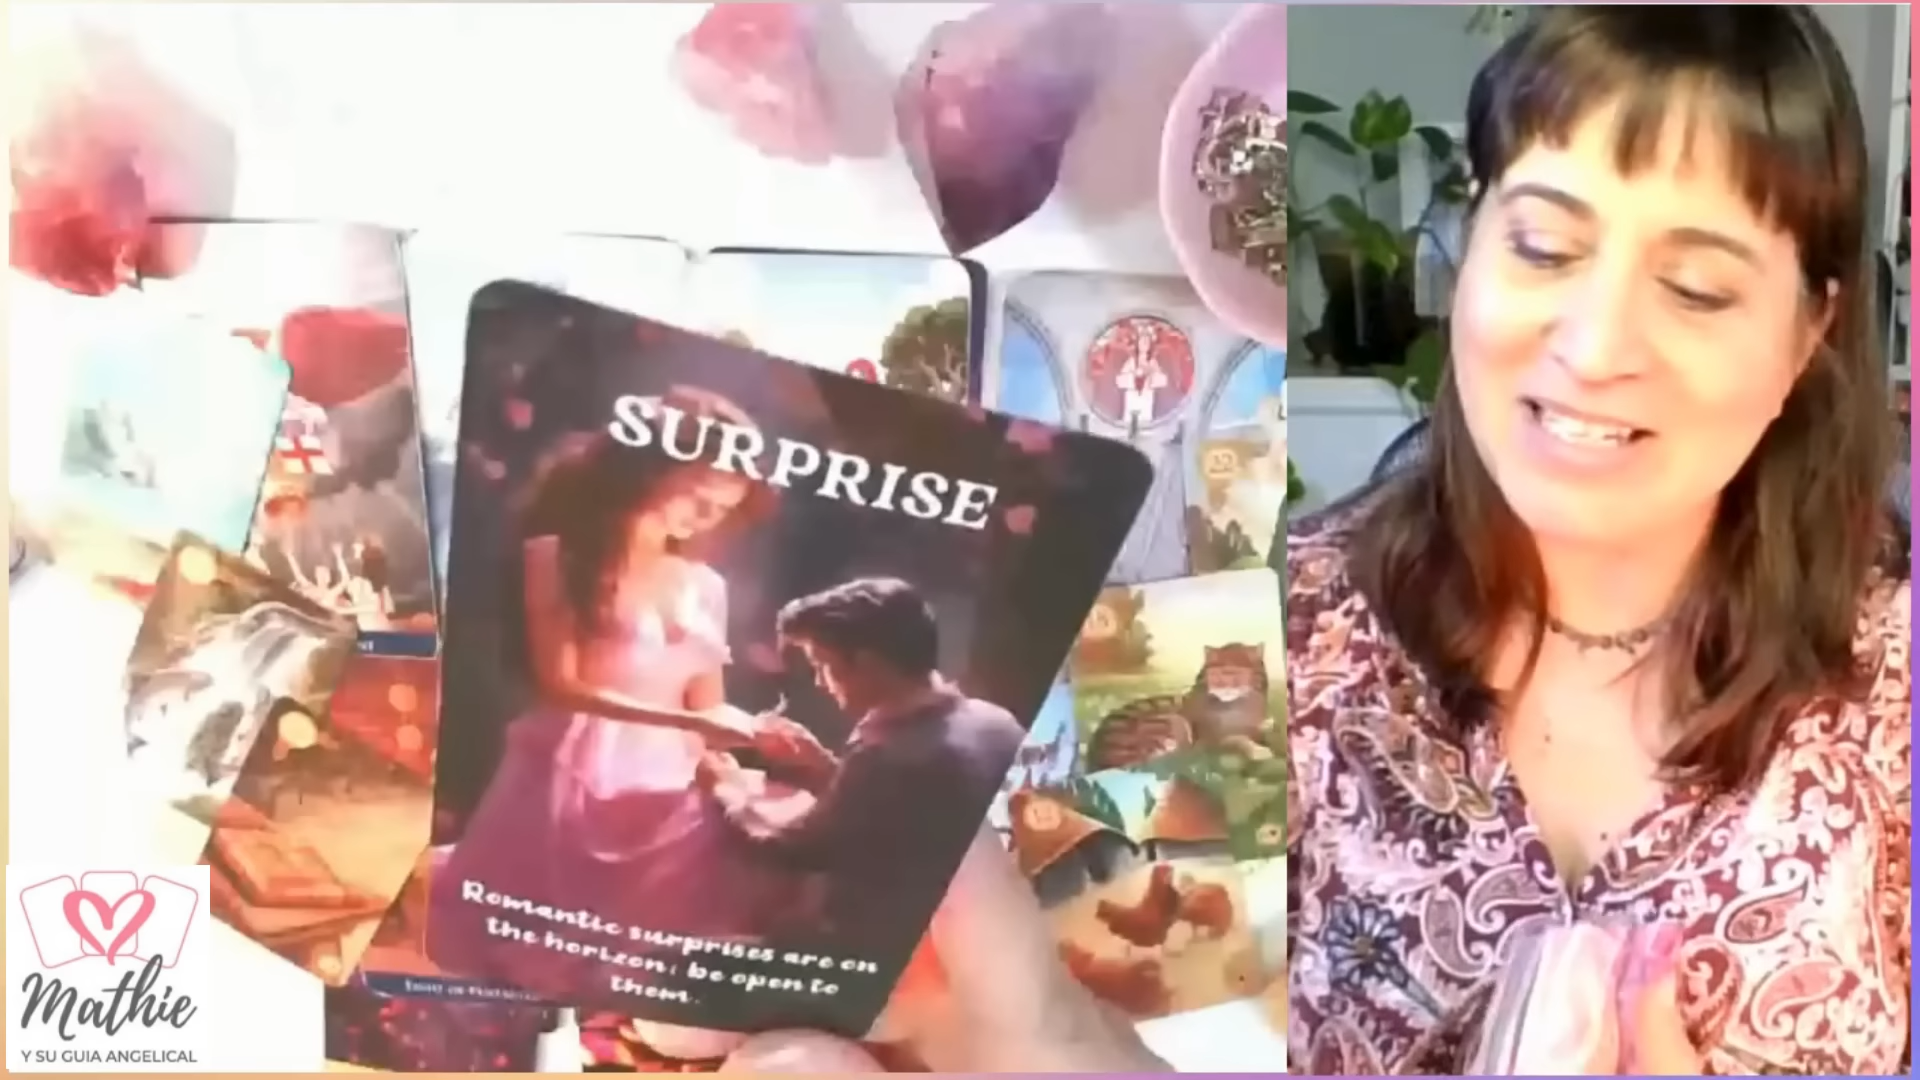 SURPRISE
Romantic surprises are on
the horizon; be open to
them.
Mathie
Y SU GUIA ANGELICAL